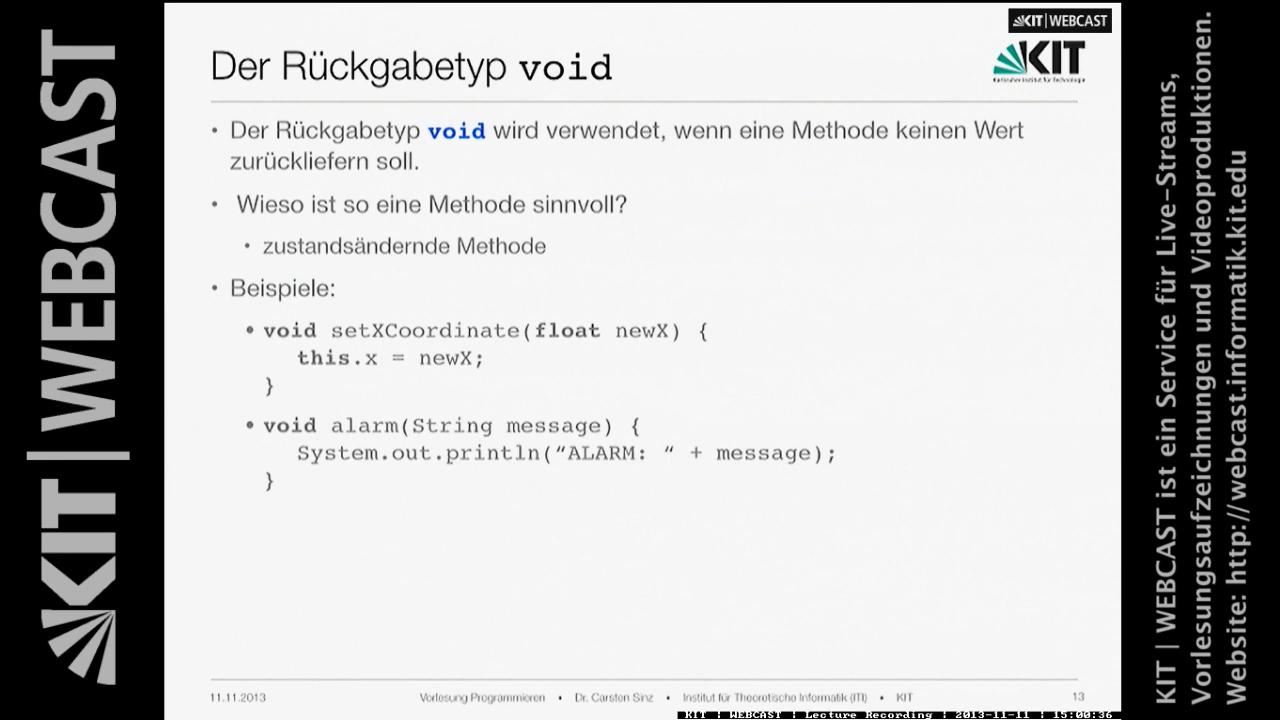 KIT | WEBCAST
KIT | WEBCAST
KIT
Karlsruher Institut für Technologie
Der Rückgabetyp void
• Der Rückgabetyp void wird verwendet, wenn eine Methode keinen Wert
zurückliefern soll.
• Wieso ist so eine Methode sinnvoll?
• zustandsändernde Methode
• Beispiele:
• void setXCoordinate(float newX) {
this.x = newX;
}
• void alarm(String message) {
System.out.println(“ALARM: “ + message);
}
11.11.2013
Vorlesung Programmieren • Dr. Carsten Sinz • Institut für Theoretische Informatik (ITI) • KIT
13
KIT | WEBCAST | Lecture Recording | 2013-11-11 | 15:00:36
KIT | WEBCAST ist ein Service für Live-Streams,
Vorlesungsaufzeichnungen und Videoproduktionen.
Website: http://webcast.informatik.kit.edu